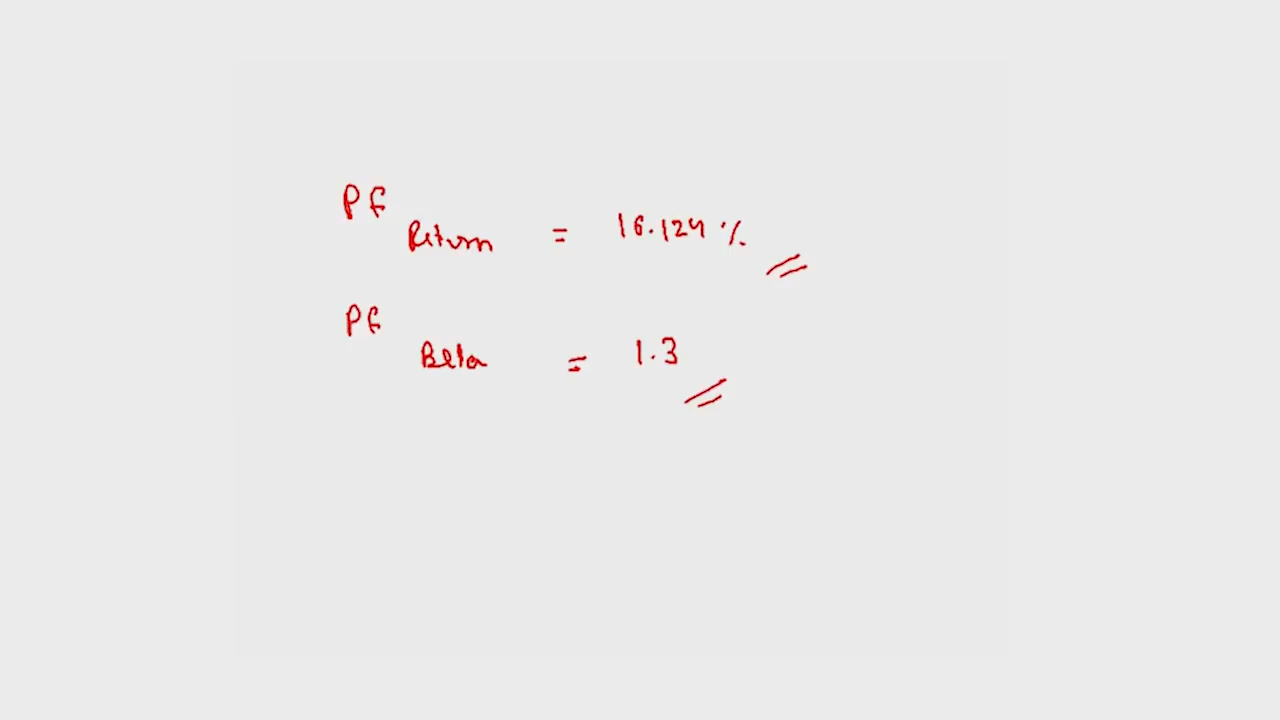 PF Return = 16.124 %
PF Beta = 1.3